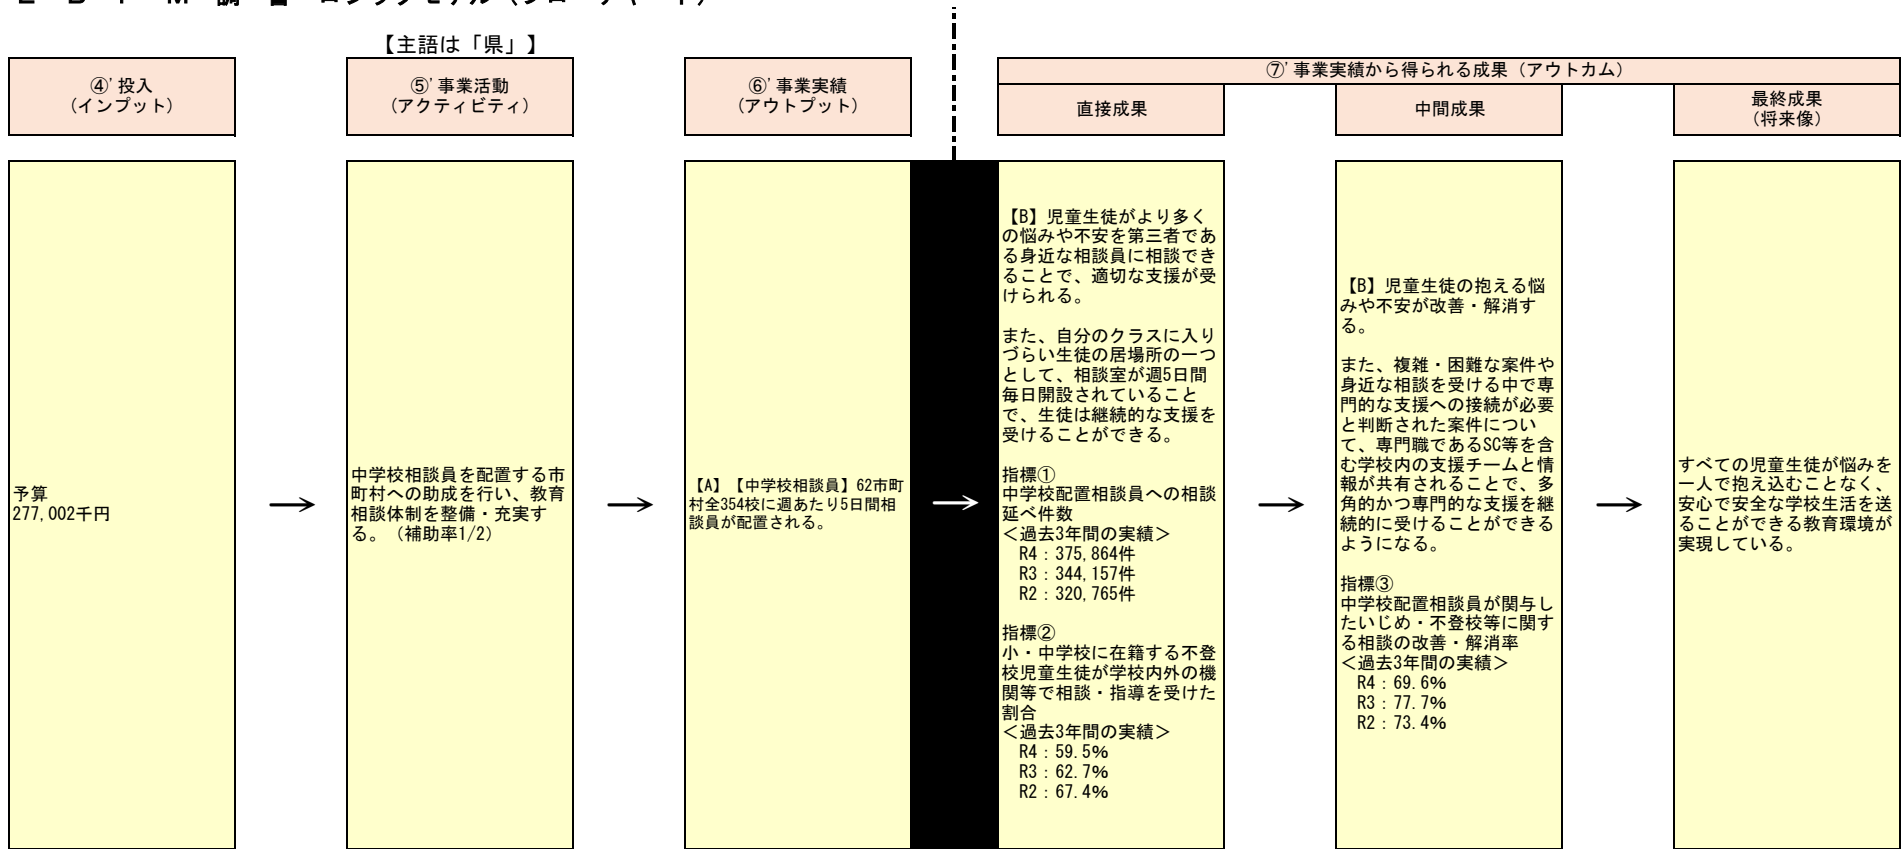 【主語は「県」】
④' 投入
（インプット）
⑤' 事業活動
（アクティビティ）
⑥' 事業実績
（アウトプット）
⑦' 事業実績から得られる成果（アウトカム）
直接成果
中間成果
最終成果
（将来像）
予算
277,002千円
→
中学校相談員を配置する市
町村への助成を行い、教育
相談体制を整備・充実す
る。（補助率1/2）
→
【A】【中学校相談員】62市町
村全354校に週あたり5日間相
談員が配置される。
→
【B】児童生徒がより多く
の悩みや不安を第三者であ
る身近な相談員に相談でき
ることで、適切な支援が受
けられる。
また、自分のクラスに入り
づらい生徒の居場所の一つ
として、相談室が週5日間
毎日開設されていること
で、生徒は継続的な支援を
受けることができる。
指標①
中学校配置相談員への相談
延べ件数
＜過去3年間の実績＞
R4：375,864件
R3：344,157件
R2：320,765件
指標②
小・中学校に在籍する不登
校児童生徒が学校内外の機
関等で相談・指導を受けた
割合
＜過去3年間の実績＞
R4：59.5%
R3：62.7%
R2：67.4%
→
【B】児童生徒の抱える悩
みや不安が改善・解消す
る。
また、複雑・困難な案件や
身近な相談を受ける中で専
門的な支援への接続が必要
と判断された案件につい
て、専門職であるSC等を含
む学校内の支援チームと情
報が共有されることで、多
角的かつ専門的な支援を継
続的に受けることができる
ようになる。
指標③
中学校配置相談員が関与し
たいじめ・不登校等に関す
る相談の改善・解消率
＜過去3年間の実績＞
R4：69.6%
R3：77.7%
R2：73.4%
→
すべての児童生徒が悩みを
一人で抱え込むことなく、
安心で安全な学校生活を送
ることができる教育環境が
実現している。